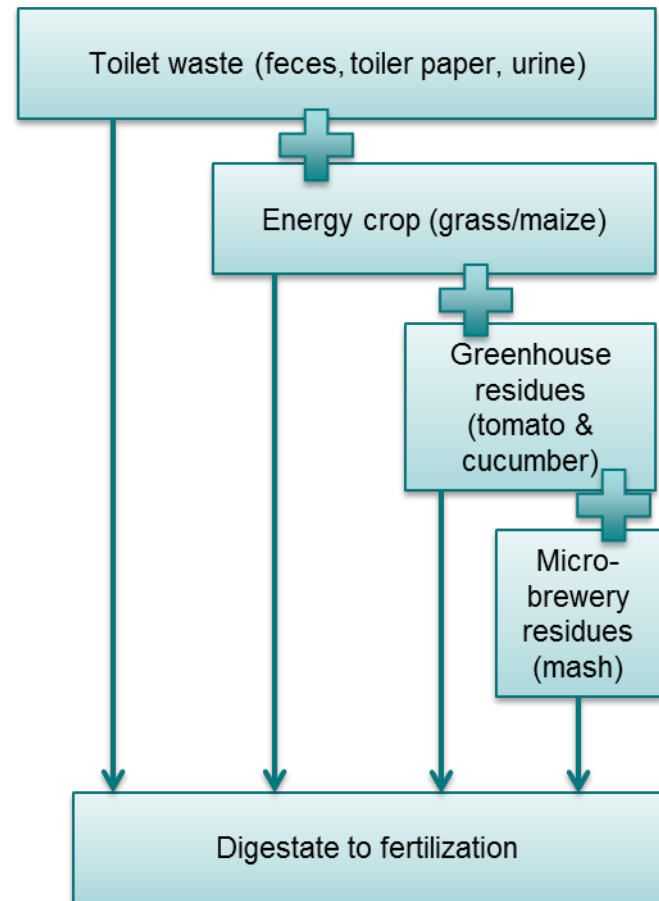 Toilet waste (feces, toiler paper, urine)
Energy crop (grass/maize)
Greenhouse
residues
(tomato &
cucumber)
Micro-
brewery
residues
(mash)
Digestate to fertilization